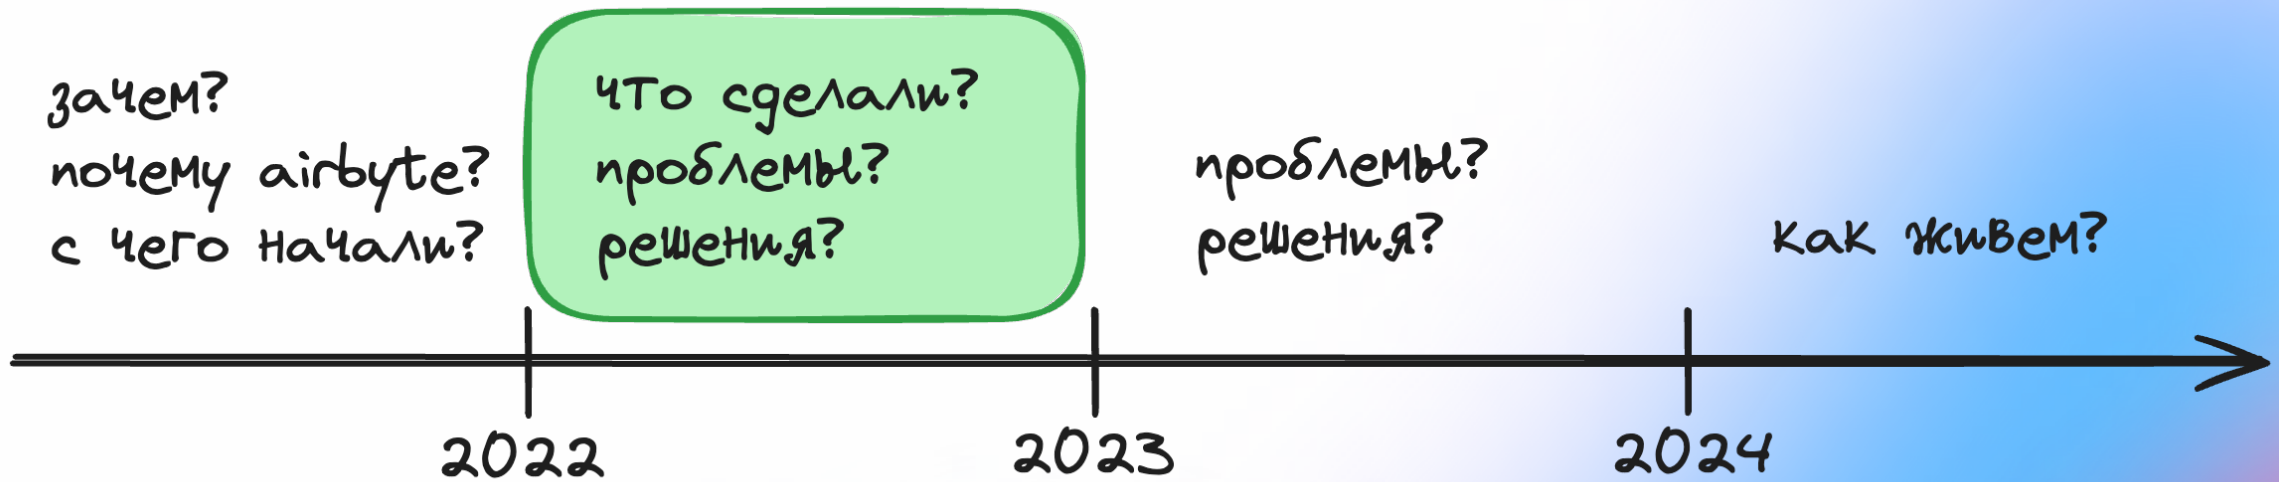 зачем?
почему airbyte?
с чего начали?
что сделали?
проблемы?
решения?
проблемы?
решения?
как живем?
2022
2023
2024